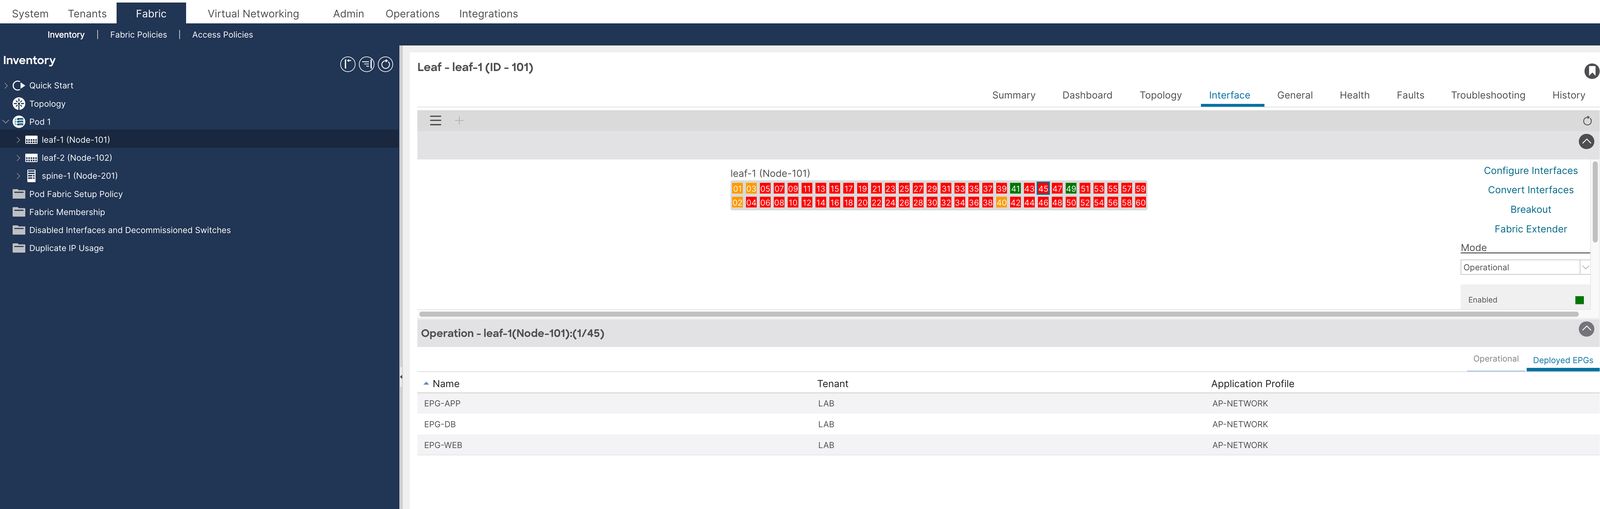 System Tenants Fabric Virtual Networking Admin Operations Integrations
Inventory | Fabric Policies | Access Policies
Inventory
Quick Start
Topology
Pod 1
leaf-1 (Node-101)
leaf-2 (Node-102)
spine-1 (Node-201)
Pod Fabric Setup Policy
Fabric Membership
Disabled Interfaces and Decommissioned Switches
Duplicate IP Usage
Leaf - leaf-1 (ID - 101)
Summary Dashboard Topology Interface General Health Faults Troubleshooting History
leaf-1 (Node-101)
01 03 05 07 09 11 13 15 17 19 21 23 25 27 29 31 33 35 37 39 41 43 45 47 49 51 53 55 57 59
02 04 06 08 10 12 14 16 18 20 22 24 26 28 30 32 34 36 38 40 42 44 46 48 50 52 54 56 58 60
Configure Interfaces
Convert Interfaces
Breakout
Fabric Extender
Mode
Operational
Enabled
Operation - leaf-1(Node-101):(1/45)
Operational Deployed EPGs
Name Tenant Application Profile
EPG-APP LAB AP-NETWORK
EPG-DB LAB AP-NETWORK
EPG-WEB LAB AP-NETWORK